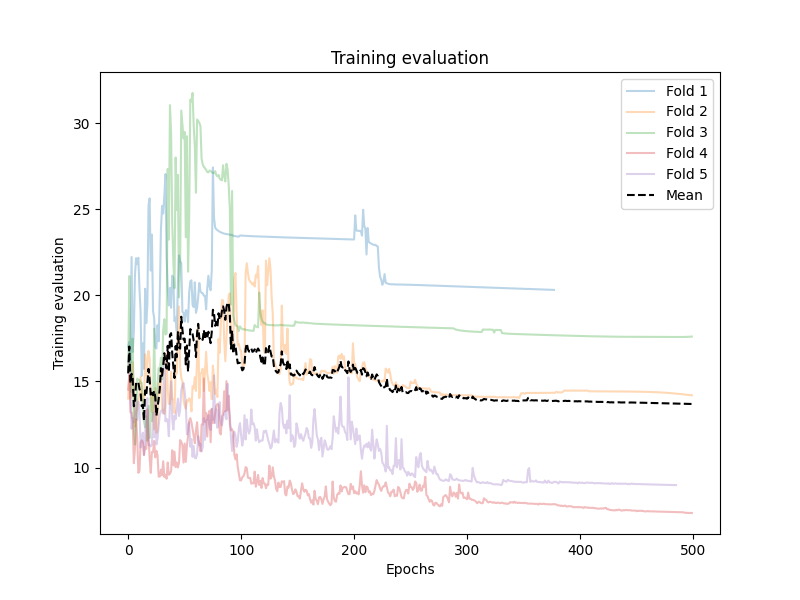 Training evaluation
Fold 1
Fold 2
Fold 3
Fold 4
Fold 5
Mean
Training evaluation
30
25
20
15
10
0
100
200
300
400
500
Epochs